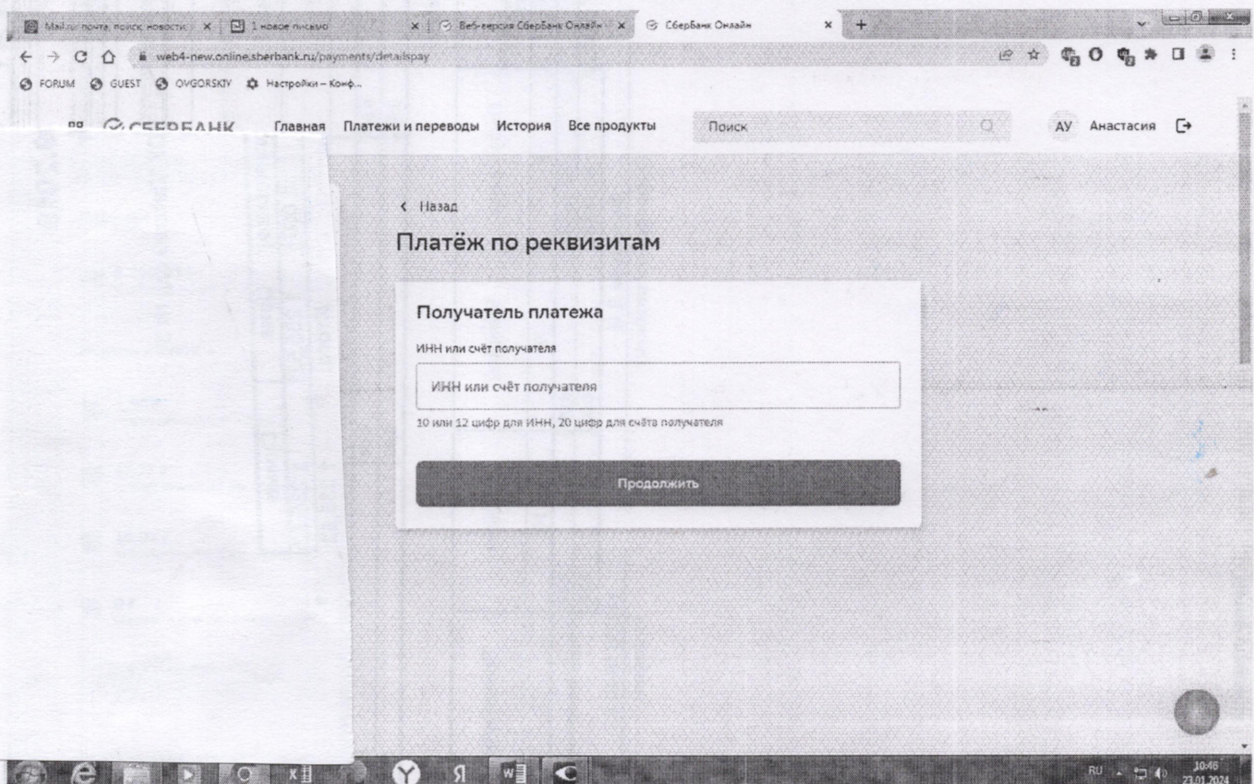 Mail.ru: почта, поиск, новости
1 новое письмо
Веб-версия СберБанк Онлайн
СберБанк Онлайн
web4-new.online.sberbank.ru/payments/detailspay
FORUM GUEST OVGORSKIY Настройки – Конф...
СБЕРБАНК Главная Платежи и переводы История Все продукты Поиск АУ Анастасия
Назад
Платёж по реквизитам
Получатель платежа
ИНН или счёт получателя
ИНН или счёт получателя
10 или 12 цифр для ИНН, 20 цифр для счёта получателя
Продолжить
RU 10:46
23.01.2024